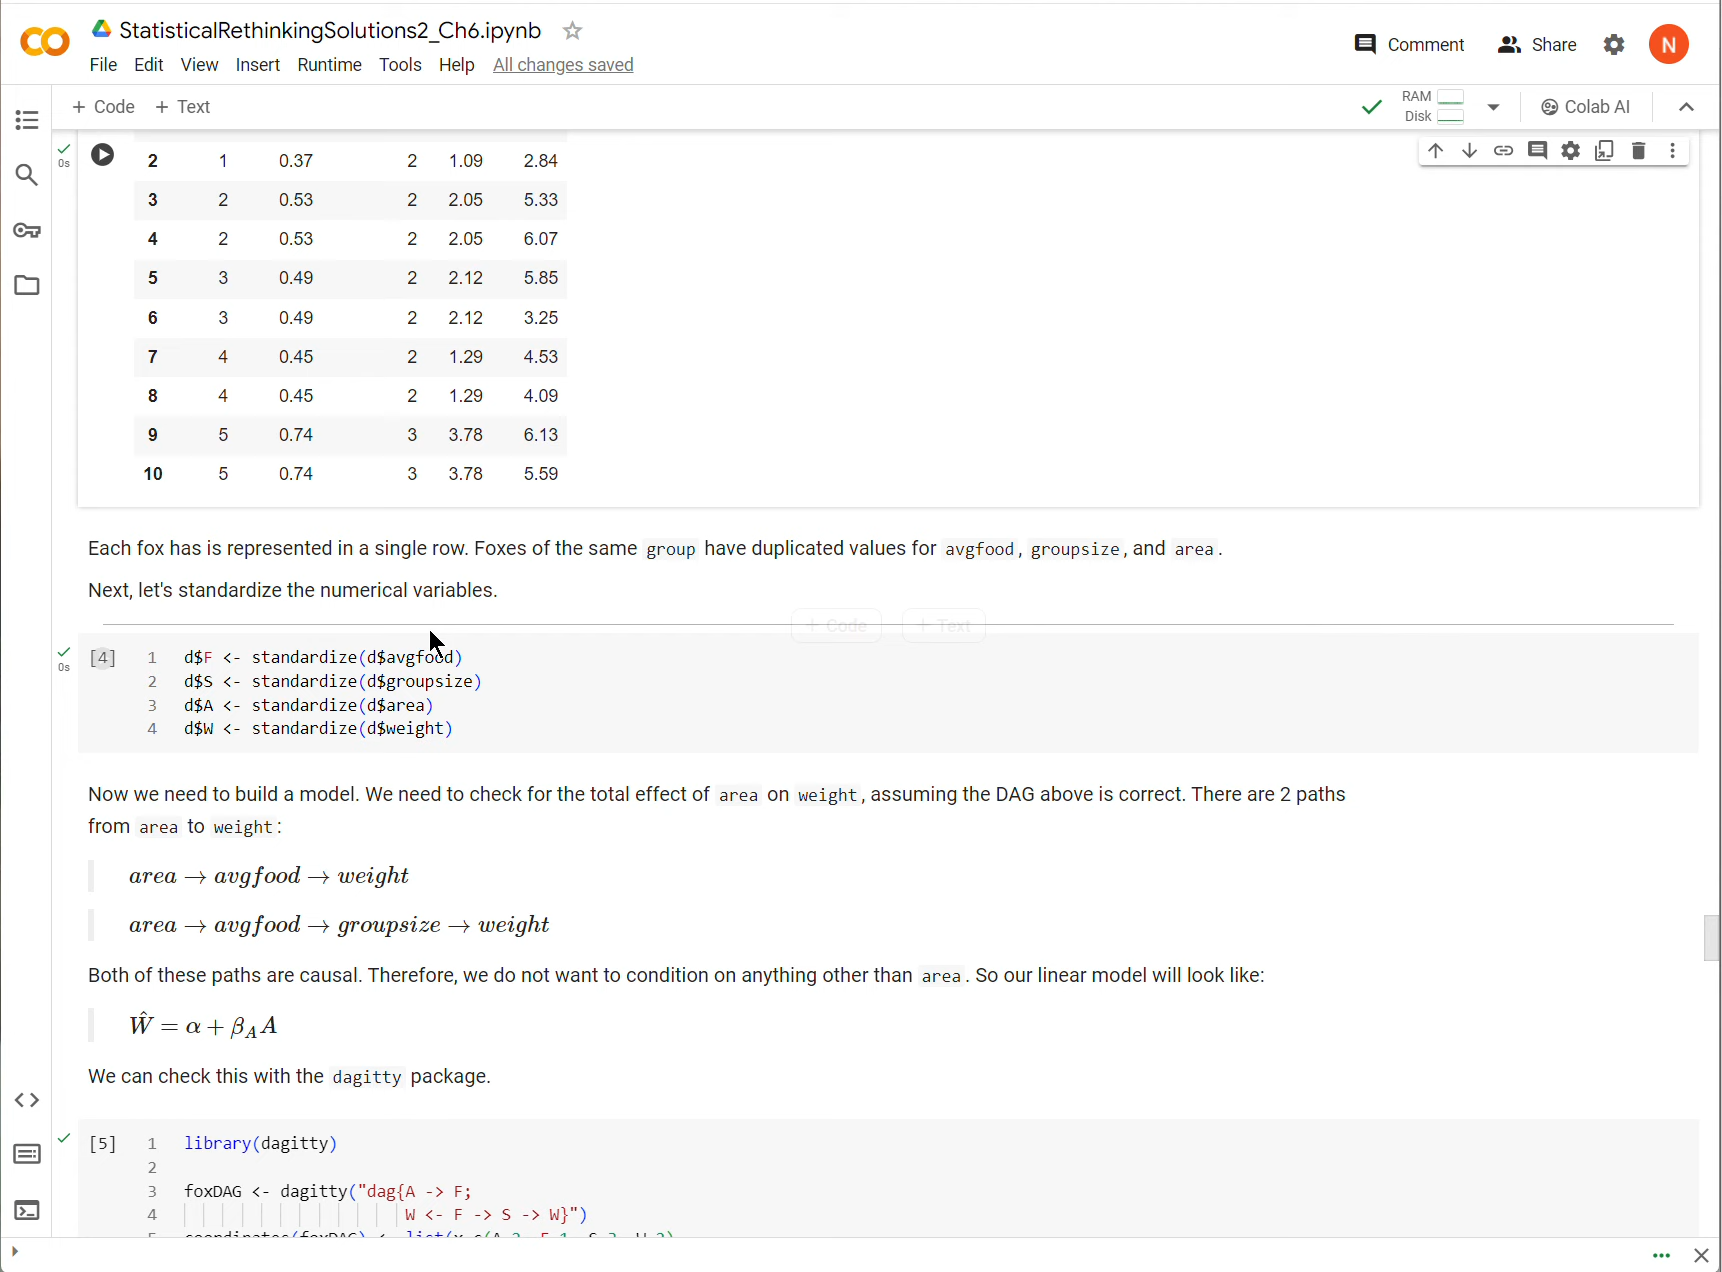 StatisticalRethinkingSolutions2_Ch6.ipynb
Comment
Share
N
File Edit View Insert Runtime Tools Help All changes saved
+ Code + Text
RAM
Disk
Colab AI
0s
2 1 0.37 2 1.09 2.84
3 2 0.53 2 2.05 5.33
4 2 0.53 2 2.05 6.07
5 3 0.49 2 2.12 5.85
6 3 0.49 2 2.12 3.25
7 4 0.45 2 1.29 4.53
8 4 0.45 2 1.29 4.09
9 5 0.74 3 3.78 6.13
10 5 0.74 3 3.78 5.59
Each fox has is represented in a single row. Foxes of the same group have duplicated values for avgfood, groupsize, and area.
Next, let's standardize the numerical variables.
+ Code + Text
0s
[4] 1 d$F <- standardize(d$avgfood)
2 d$S <- standardize(d$groupsize)
3 d$A <- standardize(d$area)
4 d$W <- standardize(d$weight)
Now we need to build a model. We need to check for the total effect of area on weight, assuming the DAG above is correct. There are 2 paths
from area to weight:
area → avgfood → weight
area → avgfood → groupsize → weight
Both of these paths are causal. Therefore, we do not want to condition on anything other than area. So our linear model will look like:
Ŵ = α + β_A A
We can check this with the dagitty package.
[5] 1 library(dagitty)
2
3 foxDAG <- dagitty("dag{A -> F;
4 W <- F -> S -> W}")